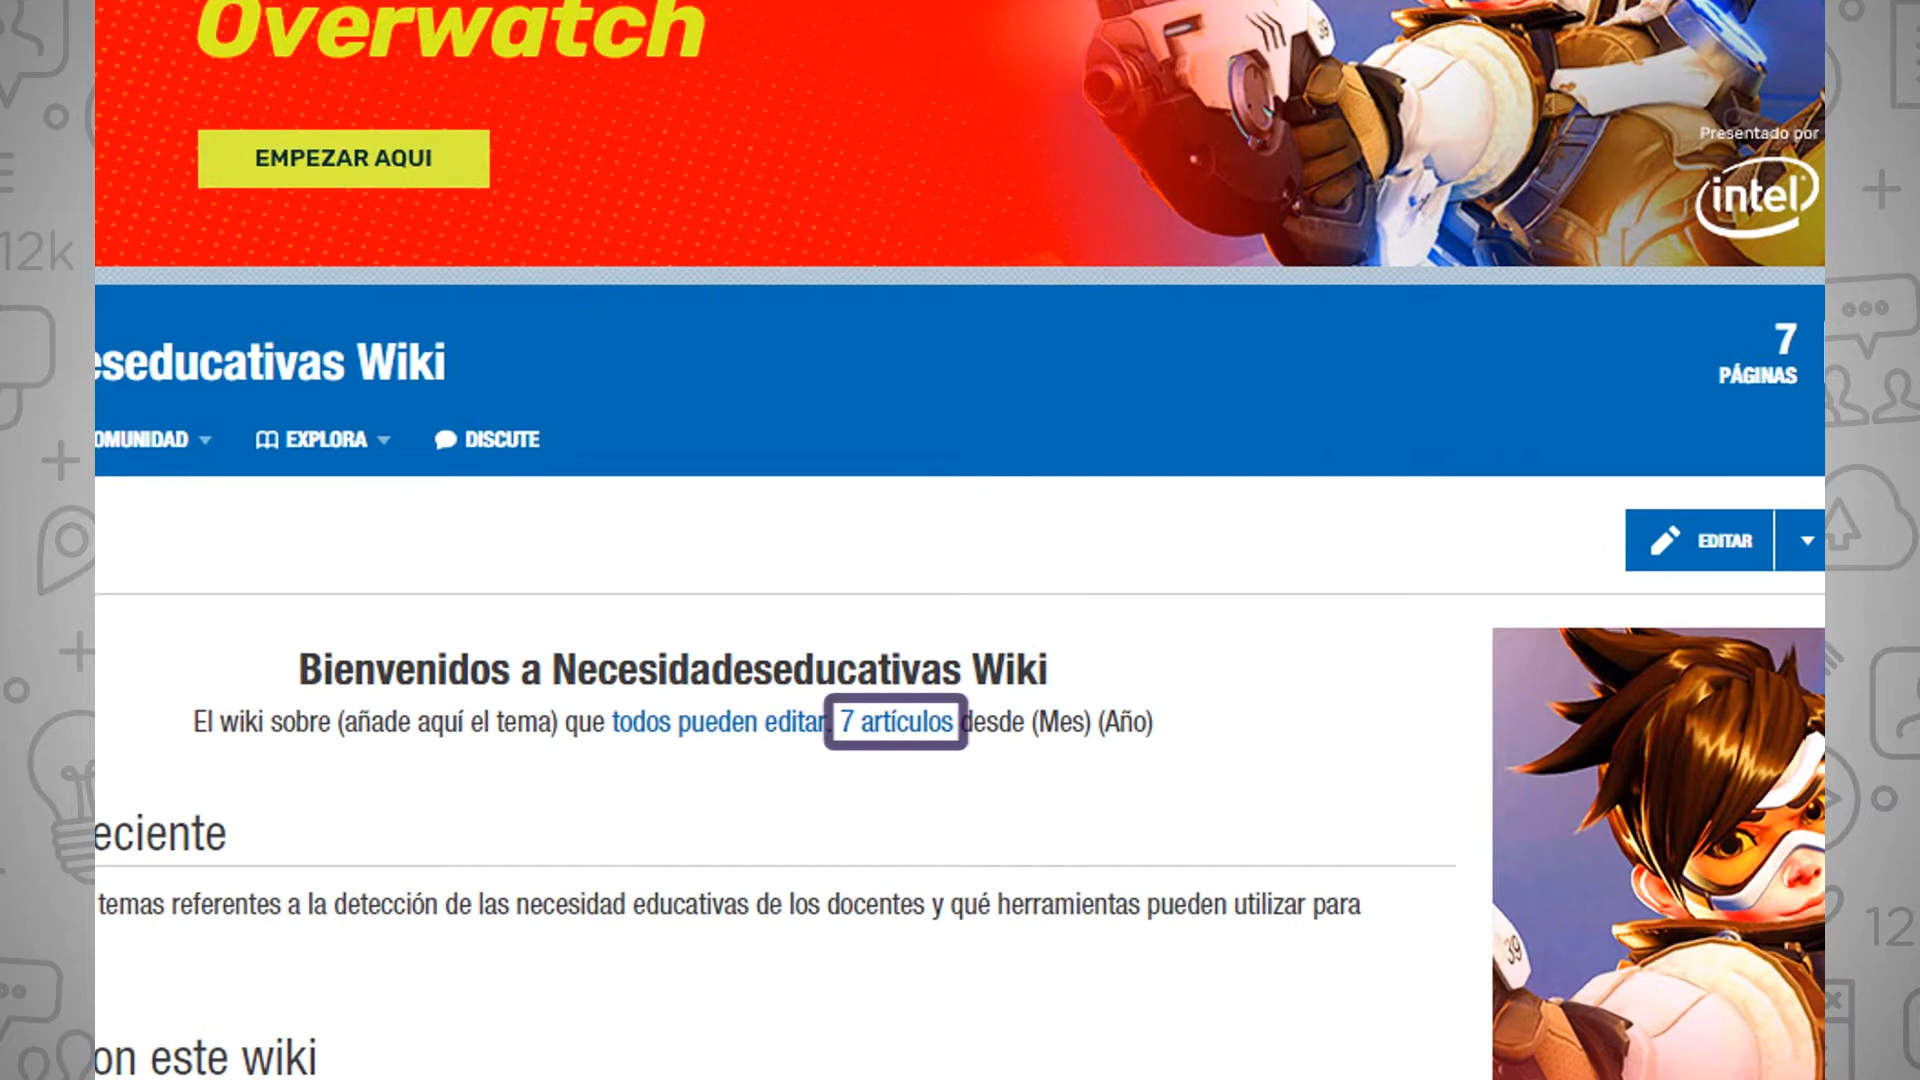 Overwatch
EMPEZAR AQUI
Presentado por
intel
12k
eseducativas Wiki
7
PÁGINAS
OMUNIDAD
EXPLORA
DISCUTE
EDITAR
Bienvenidos a Necesidadeseducativas Wiki
El wiki sobre (añade aquí el tema) que todos pueden editar. 7 artículos desde (Mes) (Año)
eciente
temas referentes a la detección de las necesidad educativas de los docentes y qué herramientas pueden utilizar para
39
12
on este wiki